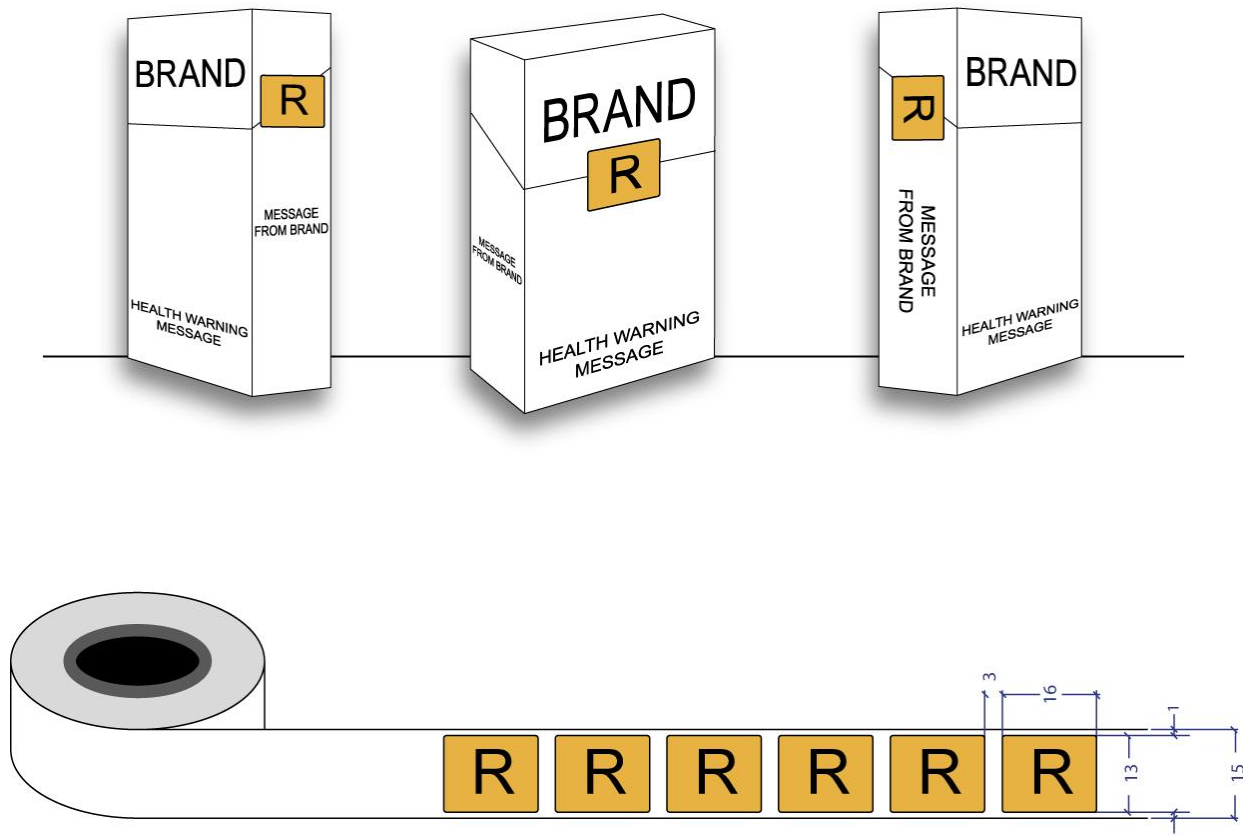 BRAND
R
MESSAGE
FROM BRAND
HEALTH WARNING
MESSAGE
BRAND
R
MESSAGE
FROM BRAND
HEALTH WARNING
MESSAGE
BRAND
R
MESSAGE
FROM BRAND
HEALTH WARNING
MESSAGE
3
16
1
R R R R R R
13
15